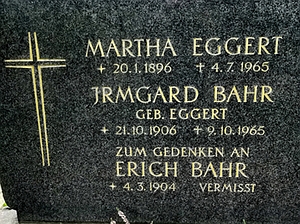 MARTHA EGGERT
+ 20.1.1896 + 4.7.1965
JRMGARD BAHR
GEB. EGGERT
+ 21.10.1906 + 9.10.1965
ZUM GEDENKEN AN
ERICH BAHR
+ 4.3.1904 VERMISST